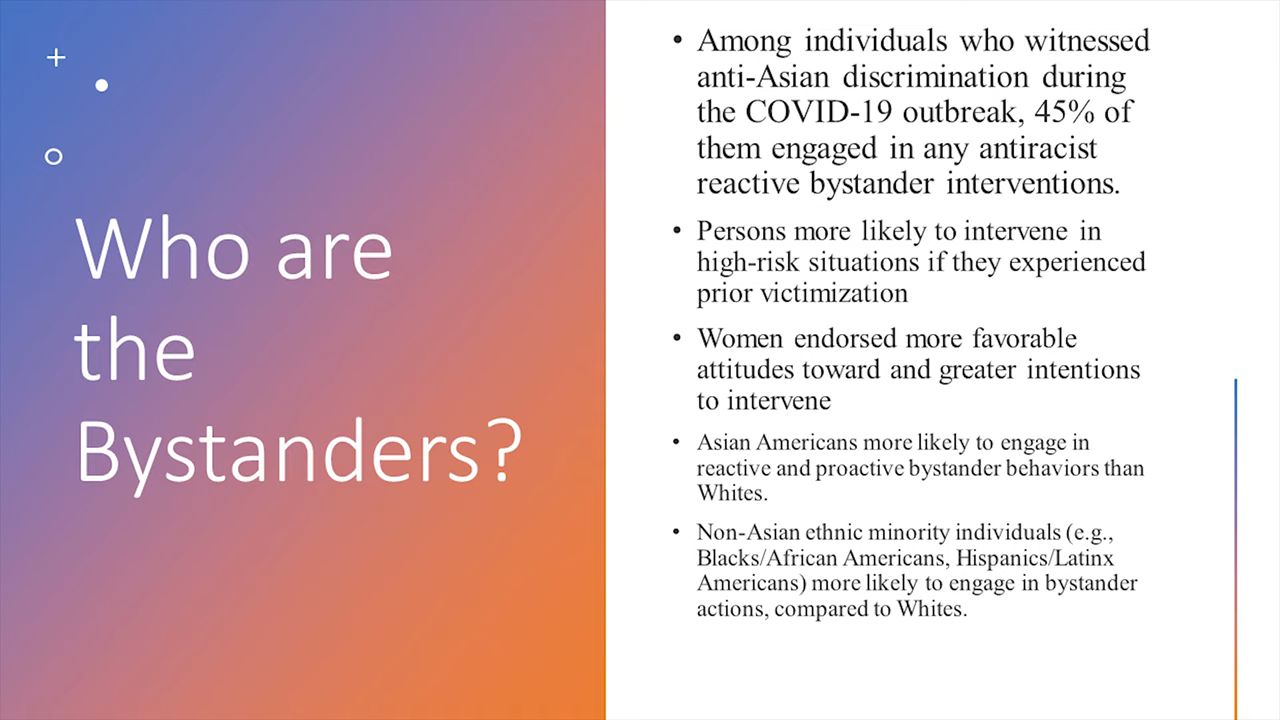 Who are
the
Bystanders?
• Among individuals who witnessed
anti-Asian discrimination during
the COVID-19 outbreak, 45% of
them engaged in any antiracist
reactive bystander interventions.
• Persons more likely to intervene in
high-risk situations if they experienced
prior victimization
• Women endorsed more favorable
attitudes toward and greater intentions
to intervene
• Asian Americans more likely to engage in
reactive and proactive bystander behaviors than
Whites.
• Non-Asian ethnic minority individuals (e.g.,
Blacks/African Americans, Hispanics/Latinx
Americans) more likely to engage in bystander
actions, compared to Whites.